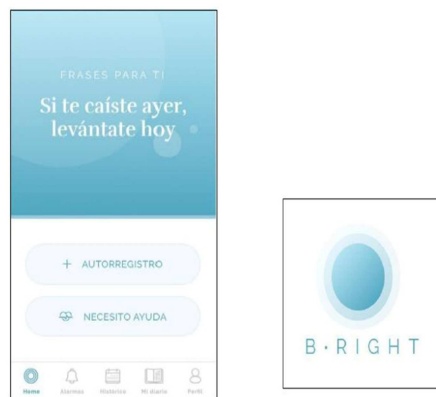 FRASES PARA TI
Si te caíste ayer,
levántate hoy
+ AUTORREGISTRO
NECESITO AYUDA
Home Alarmas Histórico Mi diario Perfil
B·RIGHT